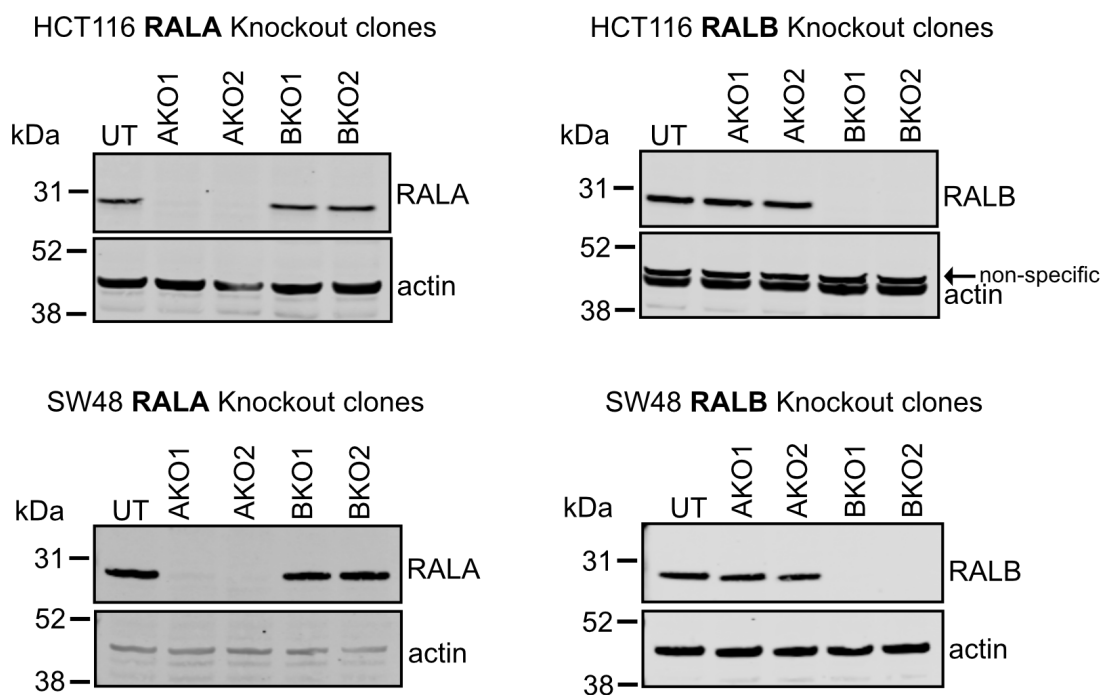 HCT116 RALA Knockout clones
kDa UT AKO1 AKO2 BKO1 BKO2
31 RALA
52
actin
38
HCT116 RALB Knockout clones
kDa UT AKO1 AKO2 BKO1 BKO2
31 RALB
52
non-specific
actin
38
SW48 RALA Knockout clones
kDa UT AKO1 AKO2 BKO1 BKO2
31 RALA
52
actin
38
SW48 RALB Knockout clones
kDa UT AKO1 AKO2 BKO1 BKO2
31 RALB
52
actin
38